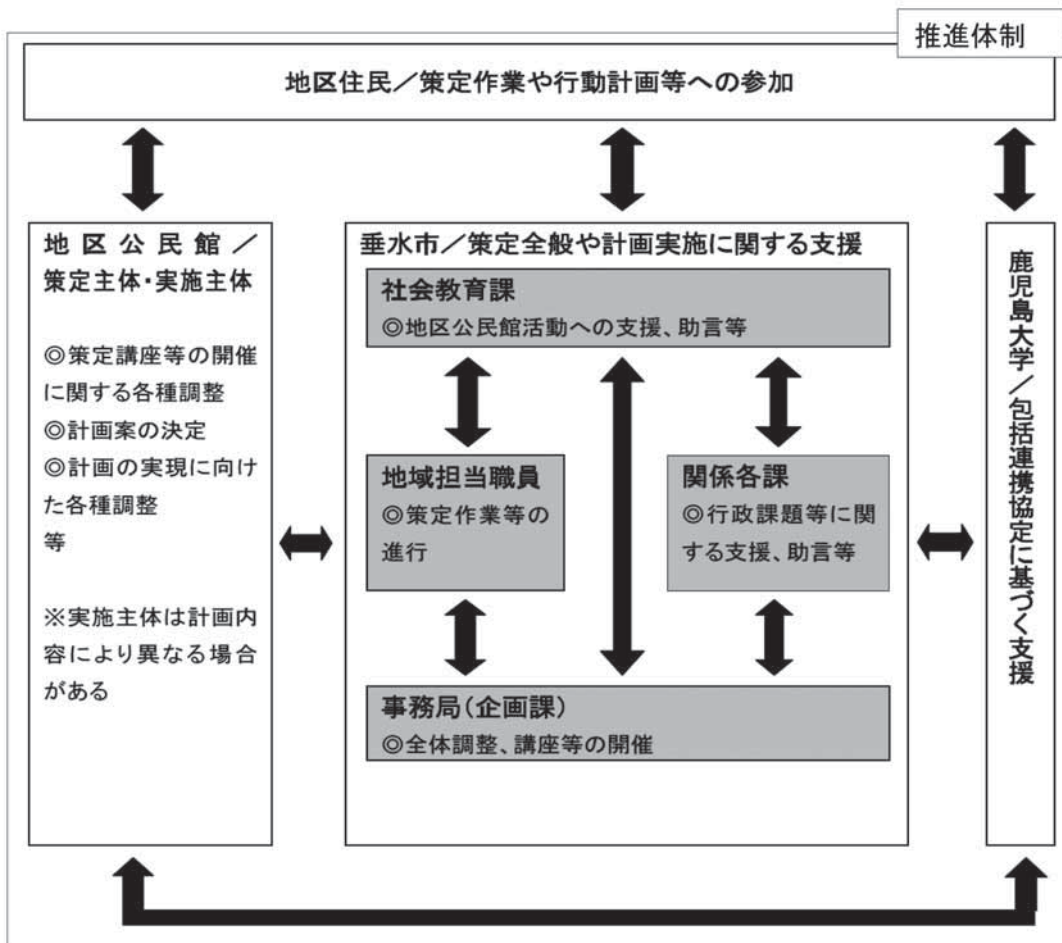 推進体制
地区住民／策定作業や行動計画等への参加
地区公民館／
策定主体・実施主体
◎策定講座等の開催
に関する各種調整
◎計画案の決定
◎計画の実現に向け
た各種調整
等
※実施主体は計画内
容により異なる場合
がある
垂水市／策定全般や計画実施に関する支援
社会教育課
◎地区公民館活動への支援、助言等
地域担当職員
◎策定作業等の
進行
関係各課
◎行政課題等に関
する支援、助言等
事務局（企画課）
◎全体調整、講座等の開催
鹿児島大学／包括連携協定に基づく支援